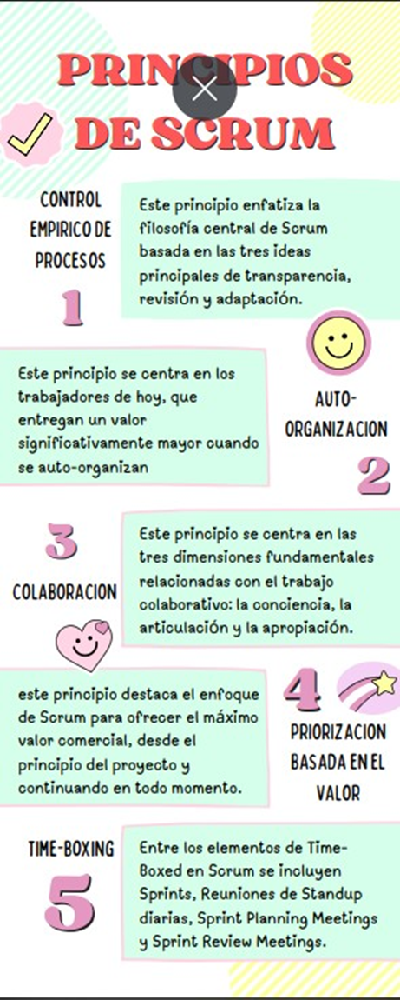 PRINCIPIOS
DE SCRUM
CONTROL
EMPIRICO DE
PROCESOS
1
Este principio enfatiza la
filosofía central de Scrum
basada en las tres ideas
principales de transparencia,
revisión y adaptación.
Este principio se centra en los
trabajadores de hoy, que
entregan un valor
significativamente mayor cuando
se auto-organizan
AUTO-
ORGANIZACION
2
3
COLABORACION
Este principio se centra en las
tres dimensiones fundamentales
relacionadas con el trabajo
colaborativo: la conciencia, la
articulación y la apropiación.
este principio destaca el enfoque
de Scrum para ofrecer el máximo
valor comercial, desde el
principio del proyecto y
continuando en todo momento.
4
PRIORIZACION
BASADA EN EL
VALOR
TIME-BOXING
5
Entre los elementos de Time-
Boxed en Scrum se incluyen
Sprints, Reuniones de Standup
diarias, Sprint Planning Meetings
y Sprint Review Meetings.